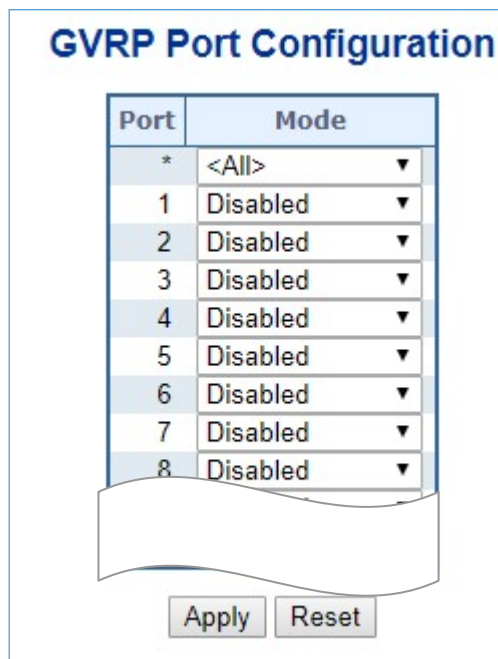 GVRP Port Configuration
Port Mode
* <All>
1 Disabled
2 Disabled
3 Disabled
4 Disabled
5 Disabled
6 Disabled
7 Disabled
8 Disabled
Apply Reset